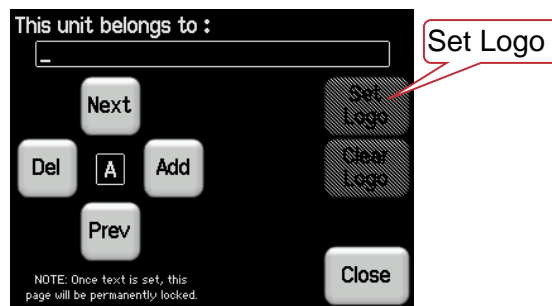 This unit belongs to :
_
Set Logo
Next
Set
Logo
Del
A
Add
Clear
Logo
Prev
NOTE: Once text is set, this
page will be permanently locked.
Close